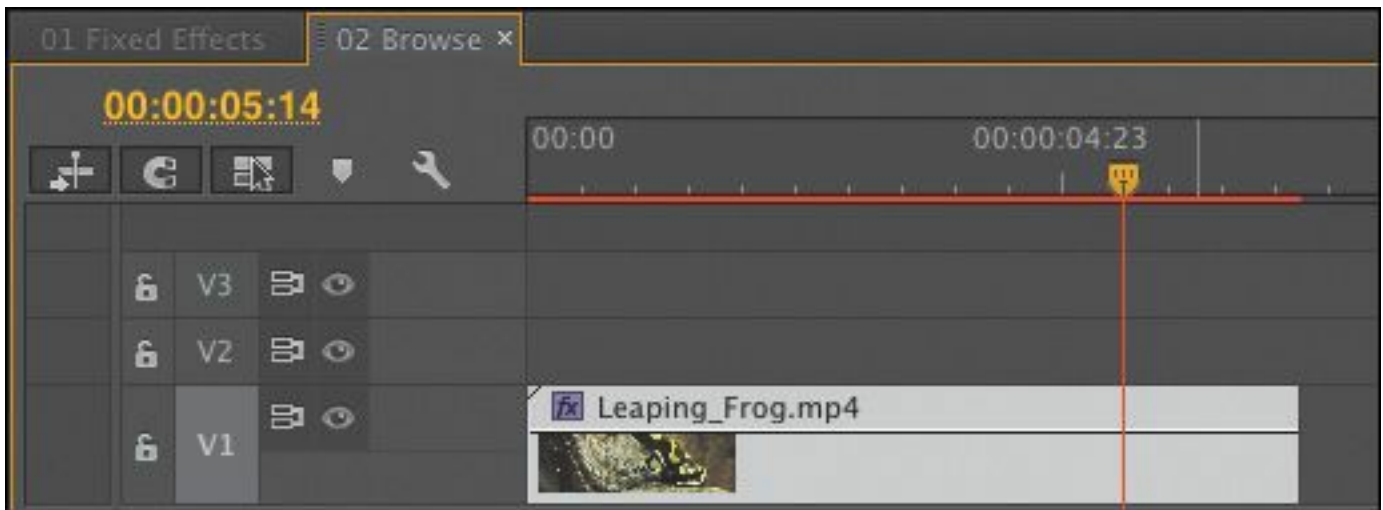 01 Fixed Effects 02 Browse ×
00:00:05:14
00:00 00:00:04:23
V3
V2
fx Leaping_Frog.mp4
V1